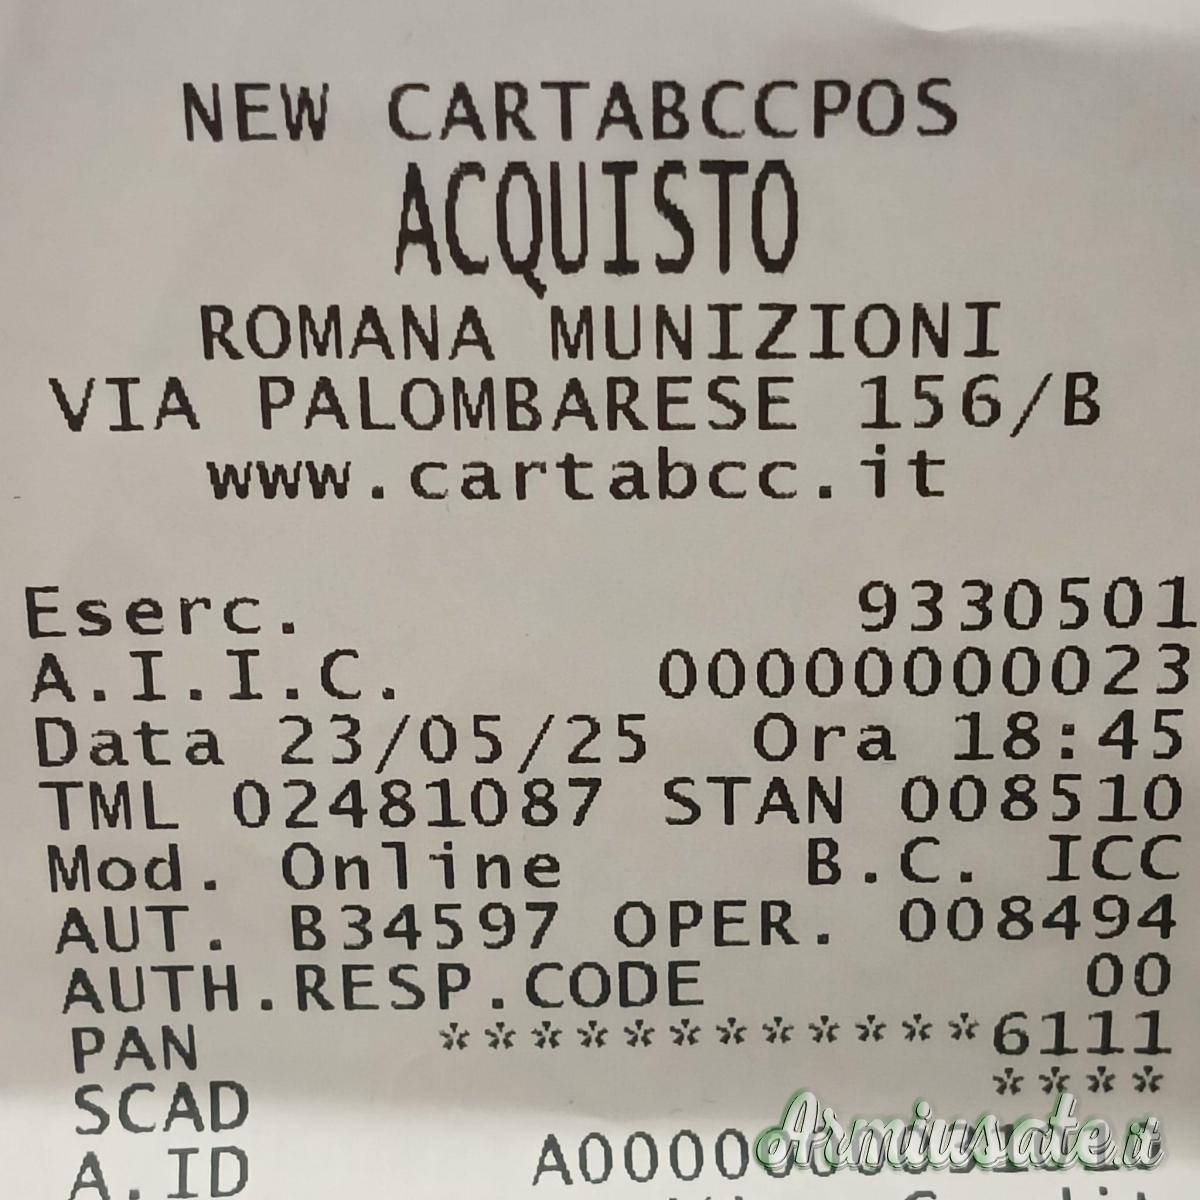 NEW CARTABCCPOS
ACQUISTO
ROMANA MUNIZIONI
VIA PALOMBARESE 156/B
www.cartabcc.it
Eserc. 9330501
A.I.I.C. 00000000023
Data 23/05/25 Ora 18:45
TML 02481087 STAN 008510
Mod. Online B.C. ICC
AUT. B34597 OPER. 008494
AUTH.RESP.CODE 00
PAN ************6111
SCAD ****
A.ID
Armiusate.it